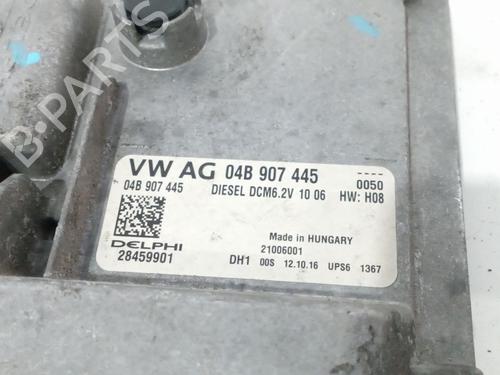 B-PARTS
VW AG 04B 907 445 0050
04B 907 445 DIESEL DCM6.2V 10 06 HW: H08
DELPHI Made in HUNGARY
28459901 21006001
DH1 00S 12.10.16 UPS6 1367